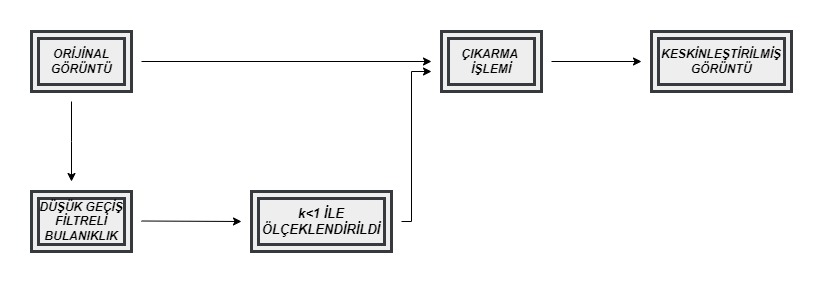 ORİJİNAL
GÖRÜNTÜ
ÇIKARMA
İŞLEMİ
KESKİNLEŞTİRİLMİŞ
GÖRÜNTÜ
DÜŞÜK GEÇİŞ
FİLTRELİ
BULANIKLIK
k<1 İLE
ÖLÇEKLENDİRİLDİ